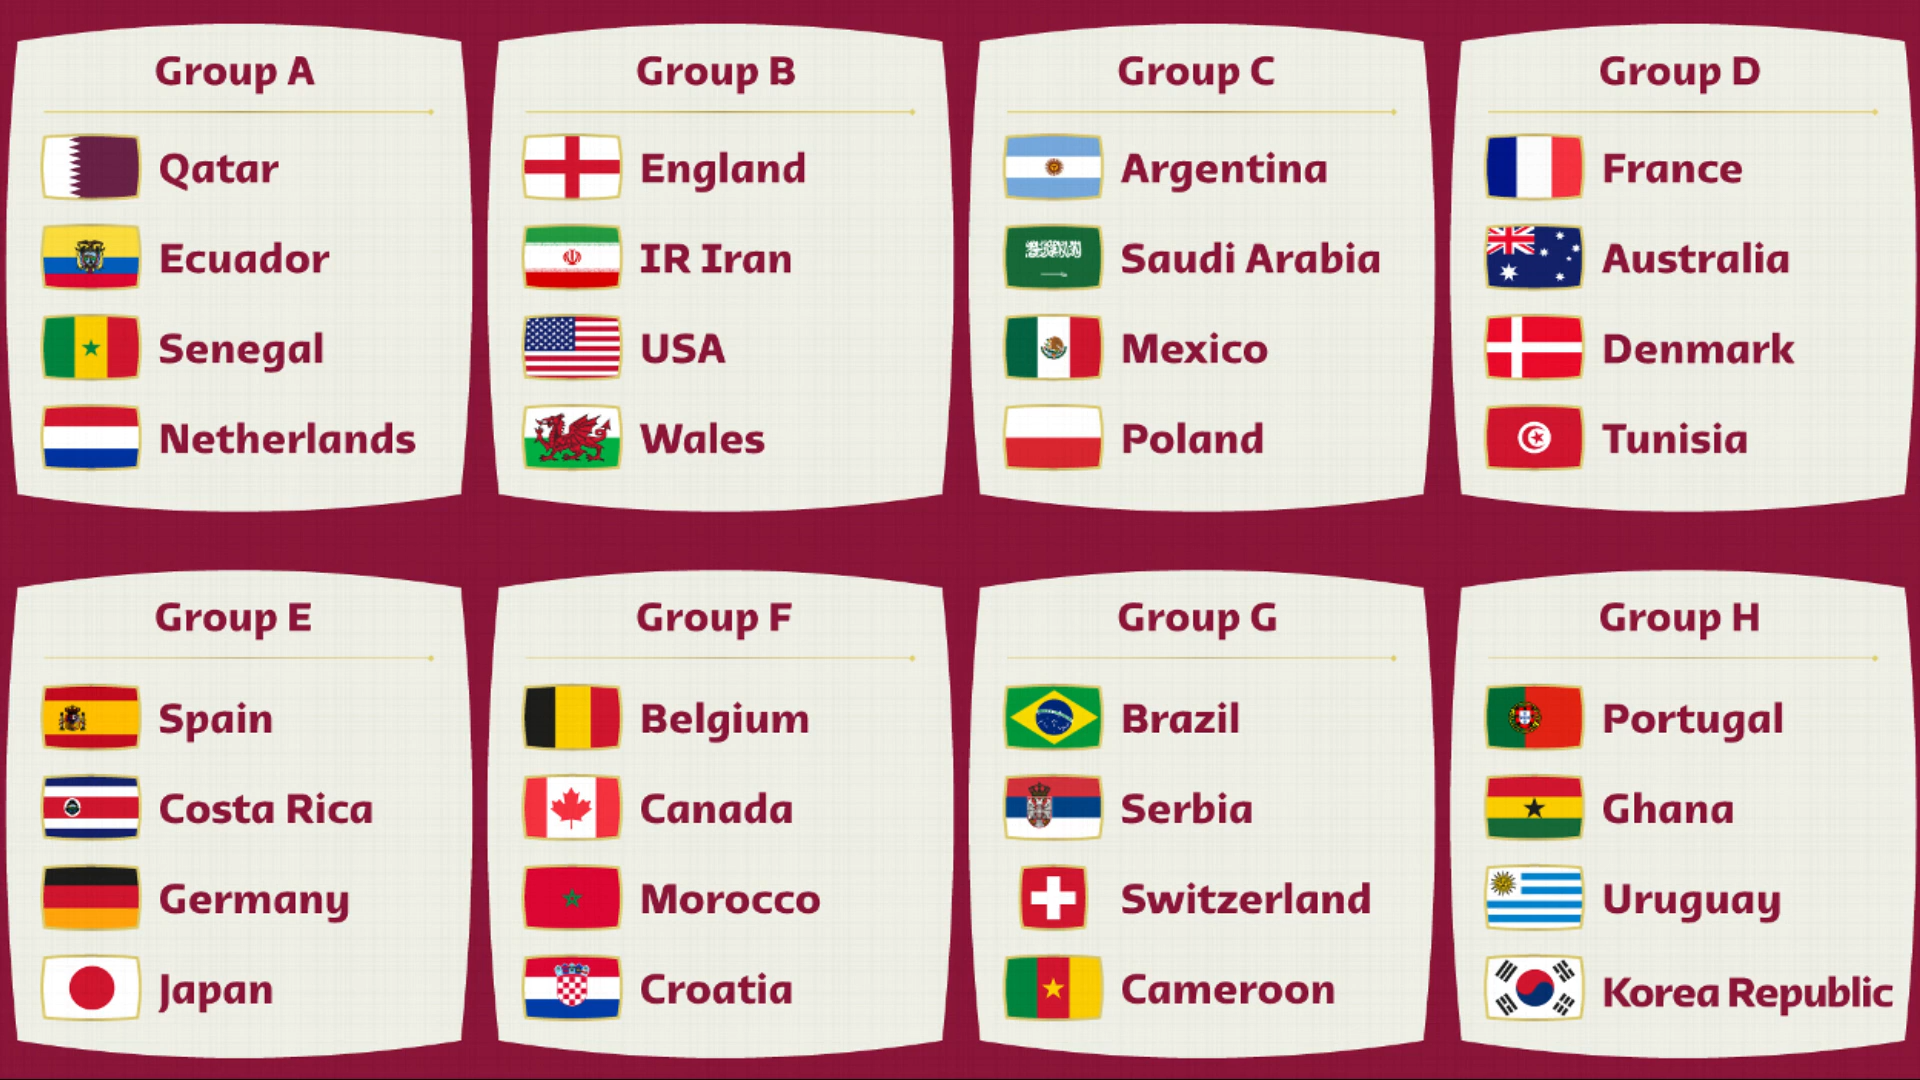 Group A
Qatar
Ecuador
Senegal
Netherlands
Group B
England
IR Iran
USA
Wales
Group C
Argentina
Saudi Arabia
Mexico
Poland
Group D
France
Australia
Denmark
Tunisia
Group E
Spain
Costa Rica
Germany
Japan
Group F
Belgium
Canada
Morocco
Croatia
Group G
Brazil
Serbia
Switzerland
Cameroon
Group H
Portugal
Ghana
Uruguay
Korea Republic